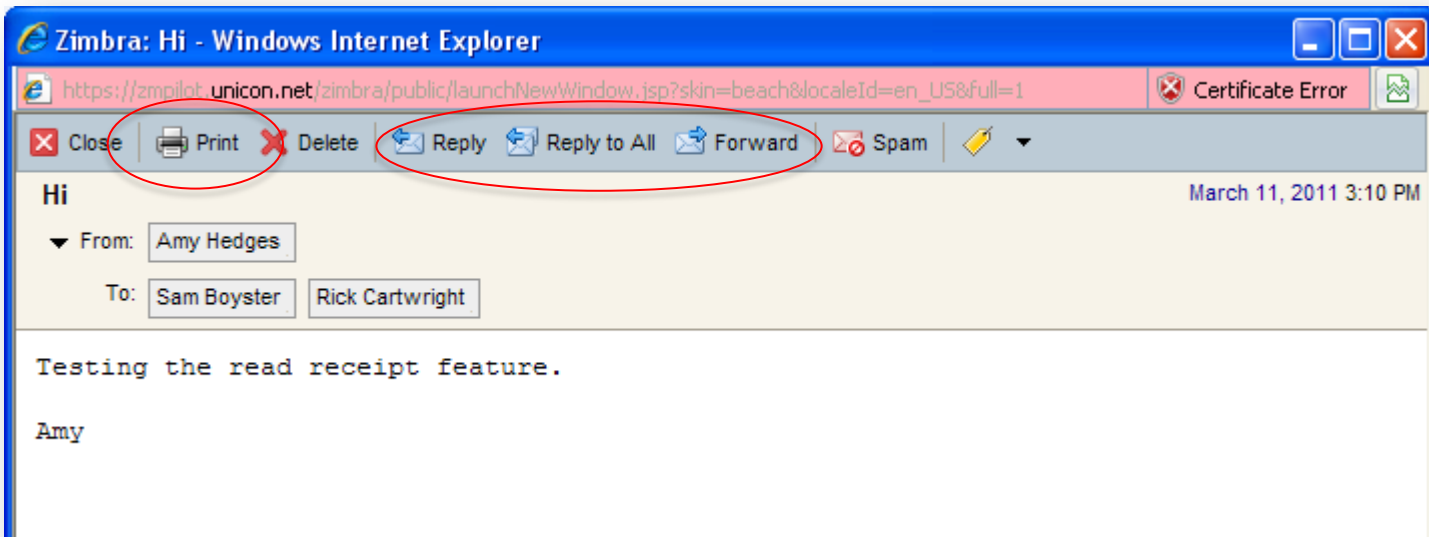 Zimbra: Hi - Windows Internet Explorer
https://zmpilot.unicon.net/zimbra/public/launchNewWindow.jsp?skin=beach&localeId=en_US&full=1 Certificate Error
Close Print Delete Reply Reply to All Forward Spam
Hi March 11, 2011 3:10 PM
From: Amy Hedges
To: Sam Boyster Rick Cartwright
Testing the read receipt feature.
Amy